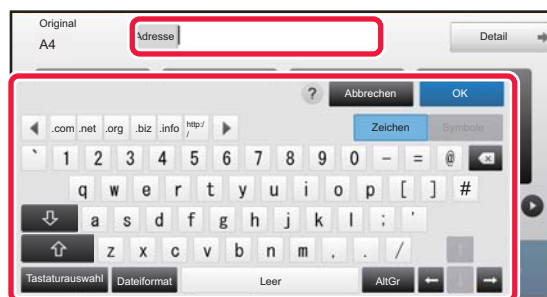 Original
A4
Adresse
Detail
? Abbrechen OK
.com .net .org .biz .info http:/
/
Zeichen Symbole
` 1 2 3 4 5 6 7 8 9 0 - = @
q w e r t y u i o p [ ] #
a s d f g h j k l ; '
z x c v b n m , . /
Tastaturauswahl Dateiformat Leer AltGr